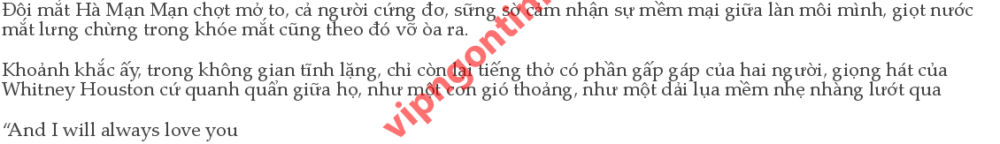 Đôi mắt Hà Mạn Mạn chợt mở to, cả người cứng đơ, sững sờ cảm nhận sự mềm mại giữa làn môi mình, giọt nước
mắt lưng chừng trong khóe mắt cũng theo đó vỡ òa ra.
Khoảnh khắc ấy, trong không gian tĩnh lặng, chỉ còn lại tiếng thở có phần gấp gáp của hai người, giọng hát của
Whitney Houston cứ quanh quẩn giữa họ, như một cơn gió thoảng, như một dải lụa mềm nhẹ nhàng lướt qua
“And I will always love you